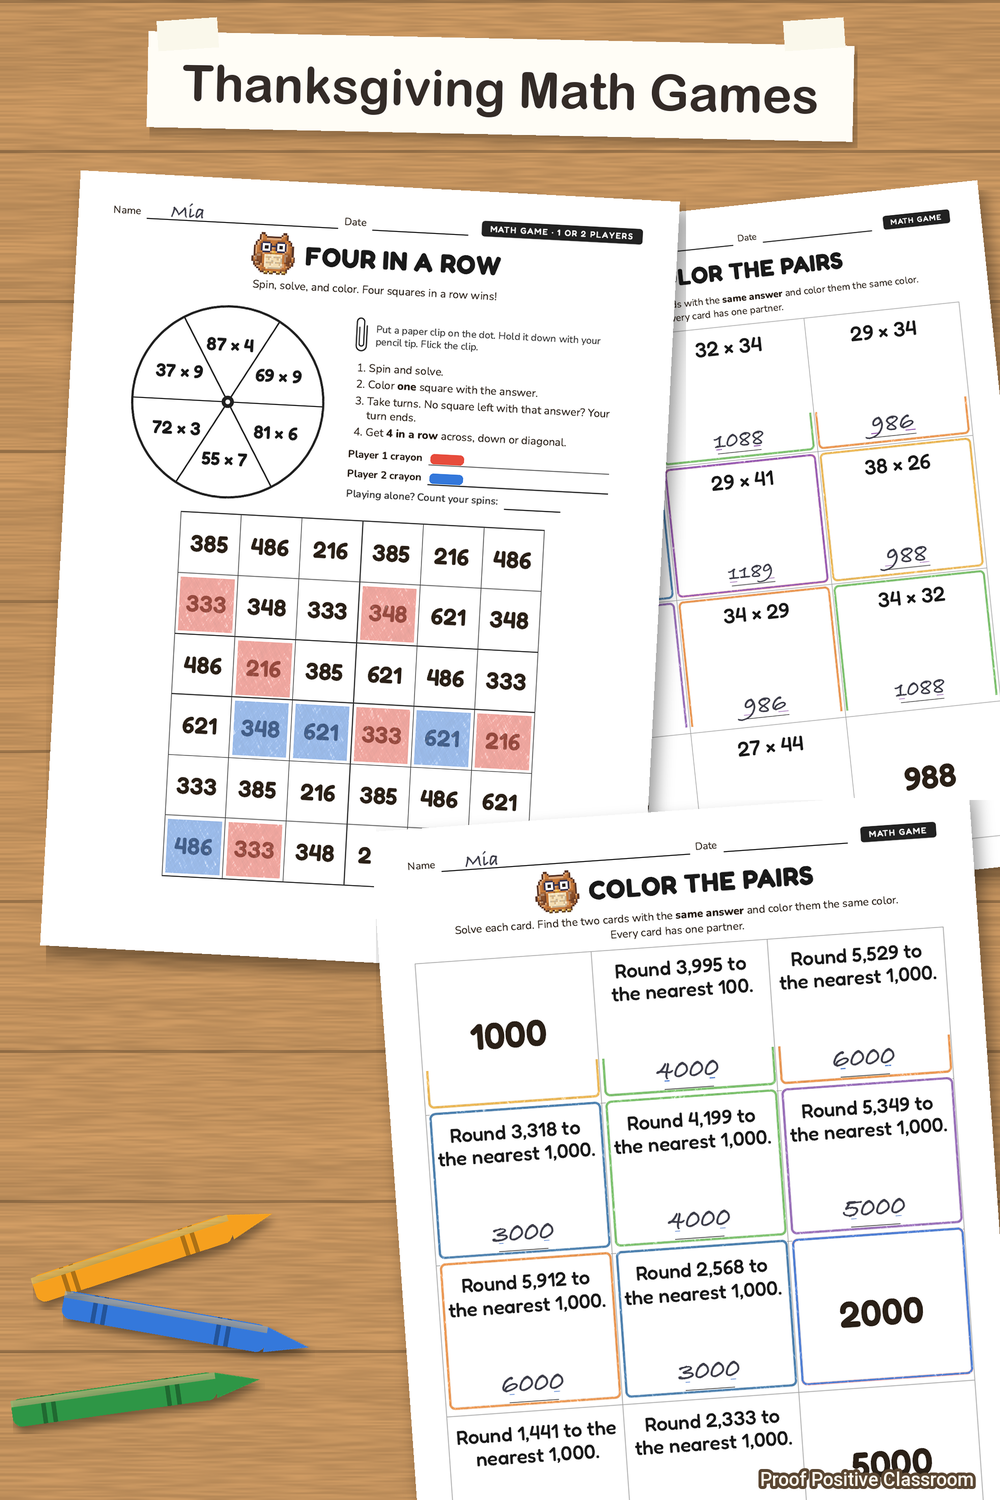 Thanksgiving Math Games
Name Mia Date
MATH GAME · 1 OR 2 PLAYERS
FOUR IN A ROW
Spin, solve, and color. Four squares in a row wins!
87 × 4
69 × 9
81 × 6
55 × 7
72 × 3
37 × 9
Put a paper clip on the dot. Hold it down with your
pencil tip. Flick the clip.
1. Spin and solve.
2. Color one square with the answer.
3. Take turns. No square left with that answer? Your
turn ends.
4. Get 4 in a row across, down or diagonal.
Player 1 crayon
Player 2 crayon
Playing alone? Count your spins:
385 486 216 385 216 486
333 348 333 348 621 348
486 216 385 621 486 333
621 348 621 333 621 216
333 385 216 385 486 621
486 333 348 2
Date
MATH GAME
LOR THE PAIRS
ds with the same answer and color them the same color.
very card has one partner.
32 × 34 29 × 34
1088 986
29 × 41 38 × 26
1189 988
34 × 29 34 × 32
986 1088
27 × 44 988
Name Mia Date
MATH GAME
COLOR THE PAIRS
Solve each card. Find the two cards with the same answer and color them the same color.
Every card has one partner.
1000
Round 3,995 to
the nearest 100.
4000
Round 5,529 to
the nearest 1,000.
6000
Round 3,318 to
the nearest 1,000.
3000
Round 4,199 to
the nearest 1,000.
4000
Round 5,349 to
the nearest 1,000.
5000
Round 5,912 to
the nearest 1,000.
6000
Round 2,568 to
the nearest 1,000.
3000
2000
Round 1,441 to the
nearest 1,000.
Round 2,333 to
the nearest 1,000.
5000
Proof Positive Classroom